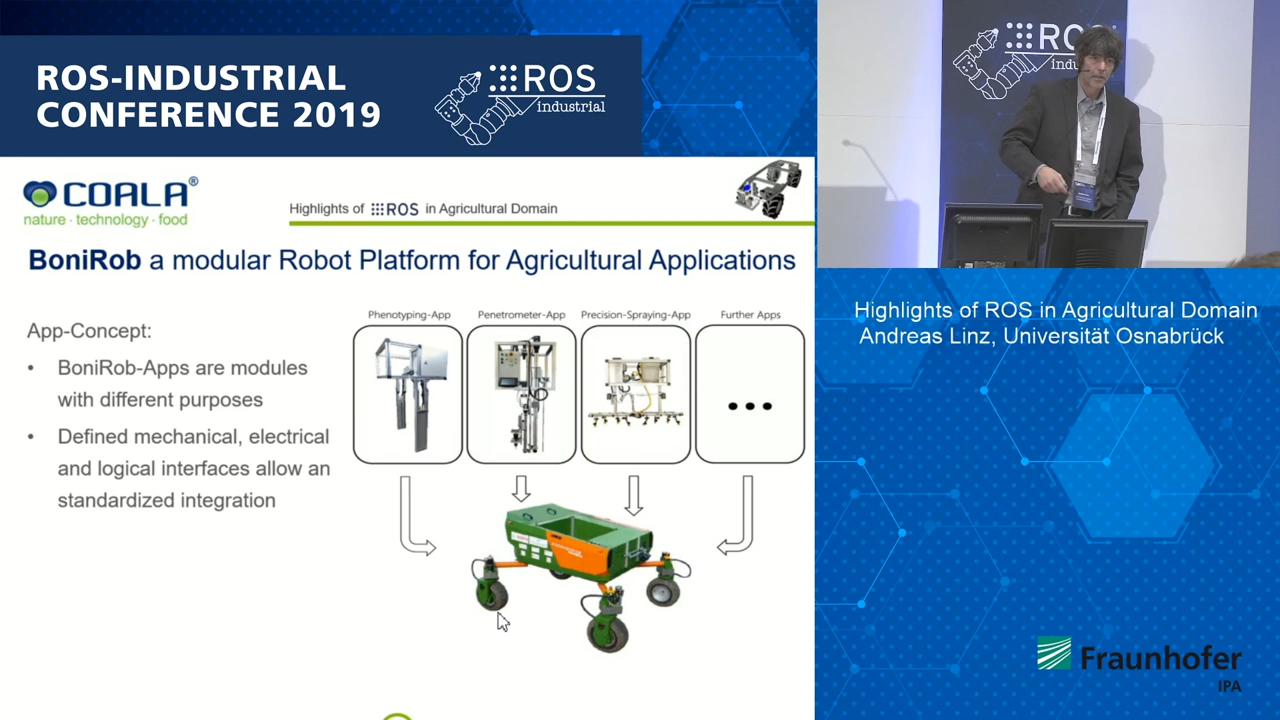 ROS-INDUSTRIAL
CONFERENCE 2019
ROS
industrial
COALA®
nature · technology · food
Highlights of ROS in Agricultural Domain
BoniRob a modular Robot Platform for Agricultural Applications
App-Concept:
• BoniRob-Apps are modules
with different purposes
• Defined mechanical, electrical
and logical interfaces allow an
standardized integration
Phenotyping-App
Penetrometer-App
Precision-Spraying-App
Further Apps
ROS
Highlights of ROS in Agricultural Domain
Andreas Linz, Universität Osnabrück
Fraunhofer
IPA